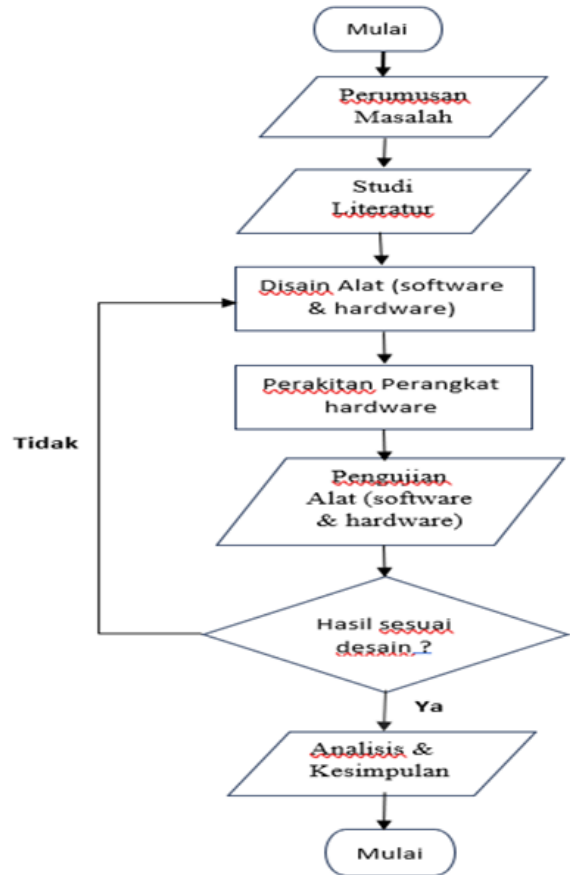 Mulai
Perumusan
Masalah
Studi
Literatur
Disain Alat (software
& hardware)
Perakitan Perangkat
hardware
Tidak
Pengujian
Alat (software
& hardware)
Hasil sesuai
desain ?
Ya
Analisis &
Kesimpulan
Mulai